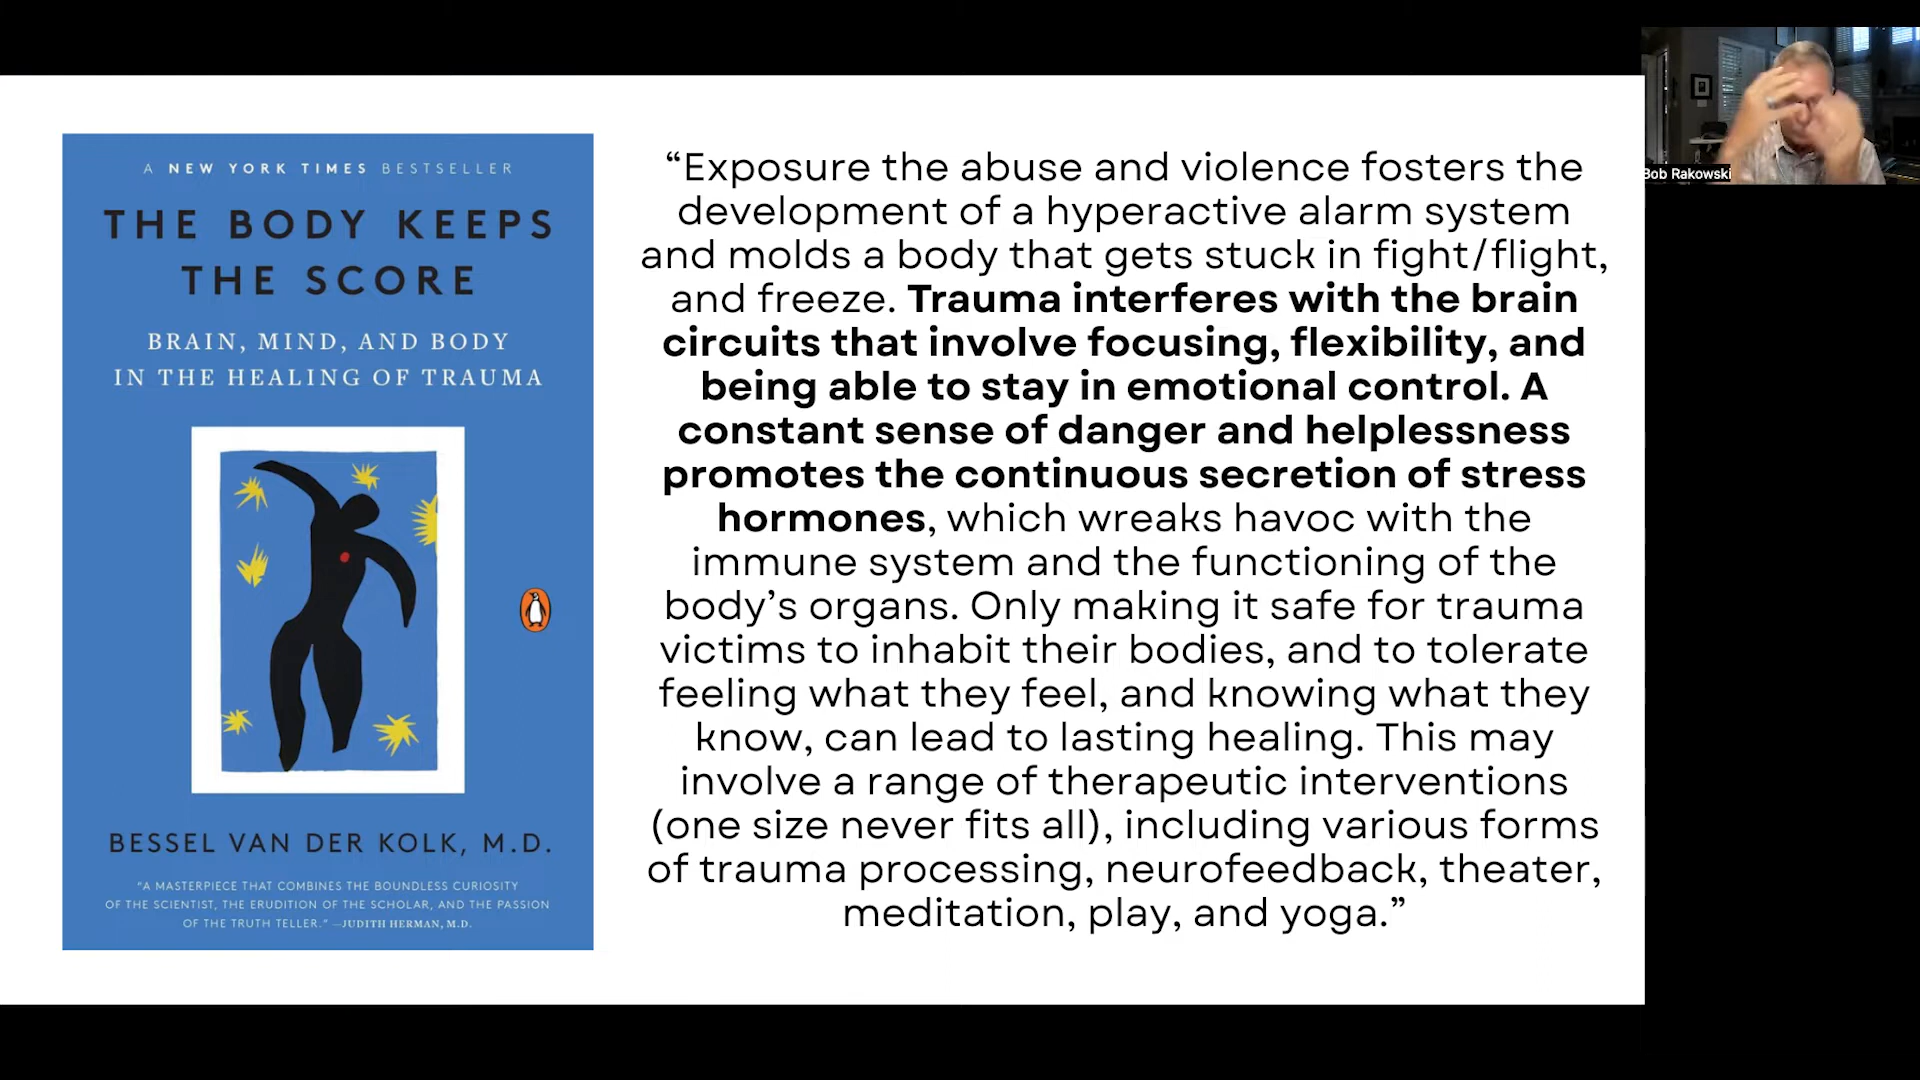 A NEW YORK TIMES BESTSELLER
THE BODY KEEPS
THE SCORE
BRAIN, MIND, AND BODY
IN THE HEALING OF TRAUMA
BESSEL VAN DER KOLK, M.D.
“A MASTERPIECE THAT COMBINES THE BOUNDLESS CURIOSITY
OF THE SCIENTIST, THE ERUDITION OF THE SCHOLAR, AND THE PASSION
OF THE TRUTH TELLER.” —JUDITH HERMAN, M.D.
“Exposure the abuse and violence fosters the
development of a hyperactive alarm system
and molds a body that gets stuck in fight/flight,
and freeze. Trauma interferes with the brain
circuits that involve focusing, flexibility, and
being able to stay in emotional control. A
constant sense of danger and helplessness
promotes the continuous secretion of stress
hormones, which wreaks havoc with the
immune system and the functioning of the
body’s organs. Only making it safe for trauma
victims to inhabit their bodies, and to tolerate
feeling what they feel, and knowing what they
know, can lead to lasting healing. This may
involve a range of therapeutic interventions
(one size never fits all), including various forms
of trauma processing, neurofeedback, theater,
meditation, play, and yoga.”
Bob Rakowski